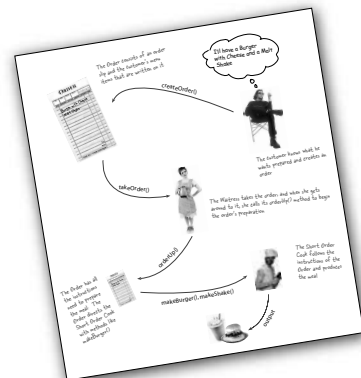 The Order consists of an order
slip and the customer's menu
items that are written on it
I'll have a Burger
with Cheese and a Malt
Shake
createOrder()
The customer knows what he
wants prepared and creates an
order
takeOrder()
The Waitress takes the order, and when she gets
around to it, she calls its orderUp() method to begin
the order's preparation.
orderUp()
The Order has all
the instructions
need to prepare
the meal. The
Order directs the
Short Order Cook
with methods like
makeBurger().
makeBurger(), makeShake()
The Short Order
Cook follows the
instructions of
the Order and produces
the meal
output